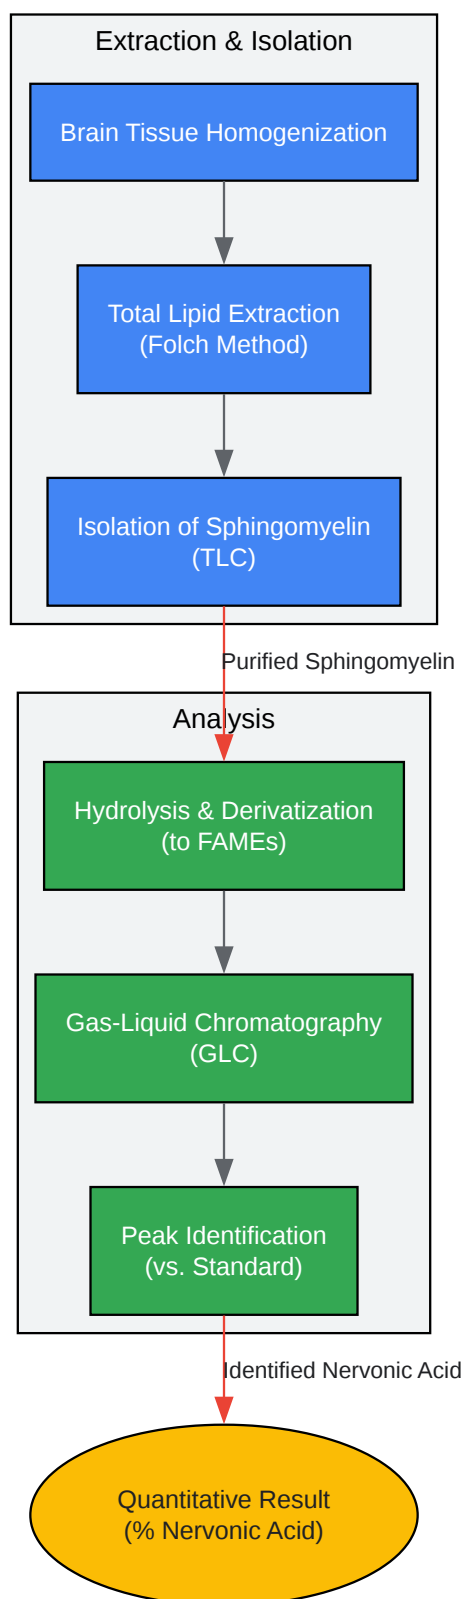 Extraction & Isolation
Brain Tissue Homogenization
Total Lipid Extraction
(Folch Method)
Isolation of Sphingomyelin
(TLC)
Purified Sphingomyelin
Analysis
Hydrolysis & Derivatization
(to FAMEs)
Gas-Liquid Chromatography
(GLC)
Peak Identification
(vs. Standard)
Identified Nervonic Acid
Quantitative Result
(% Nervonic Acid)